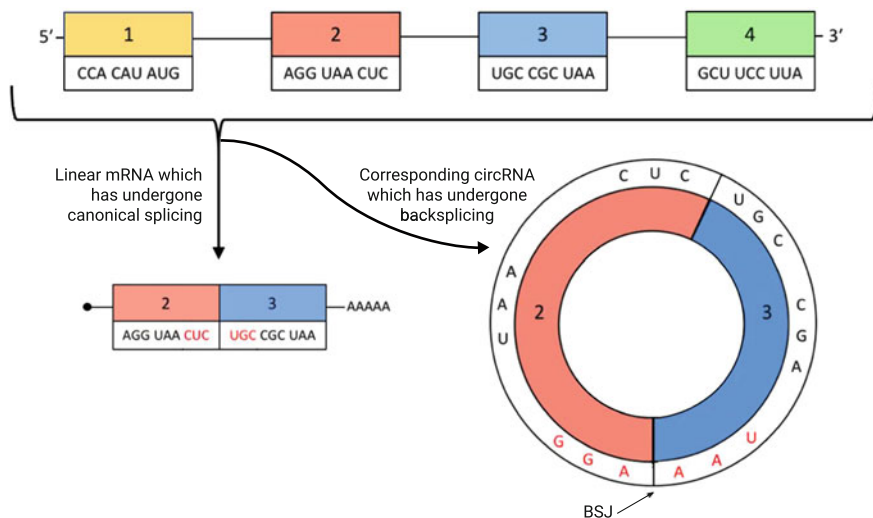 5′
1
2
3
4
3′
CCA CAU AUG
AGG UAA CUC
UGC CGC UAA
GCU UCC UUA
Linear mRNA which
has undergone
canonical splicing
Corresponding circRNA
which has undergone
backsplicing
2
3
AAAAA
AGG UAA CUC
UGC CGC UAA
2
3
A G G U A A C U C
U G C C G A U A A
BSJ